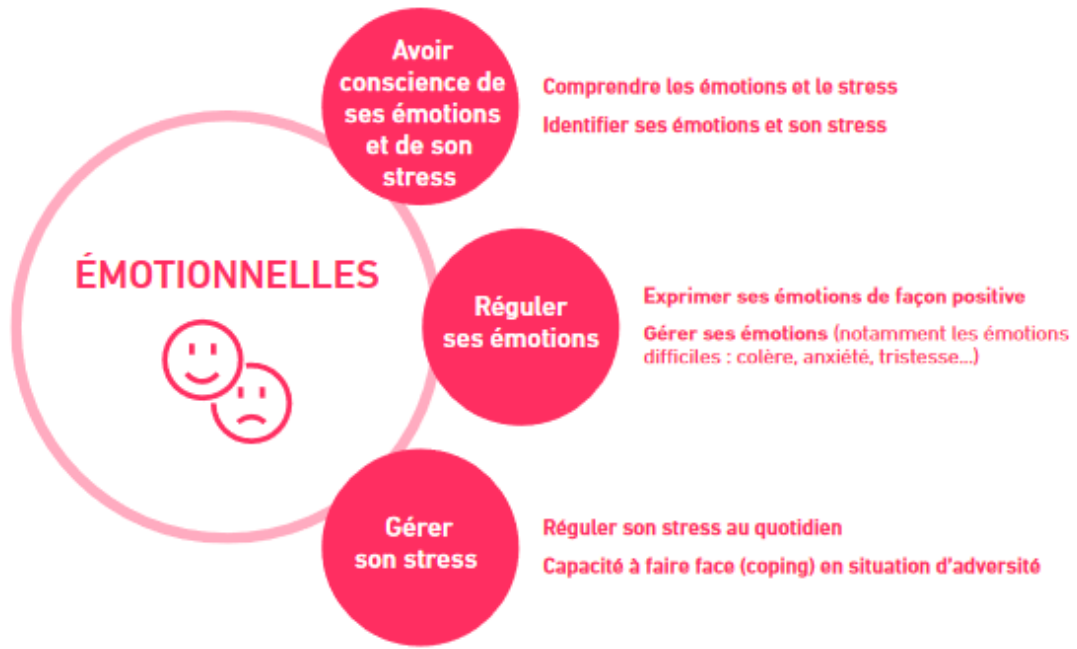 Avoir
conscience de
ses émotions
et de son
stress
Comprendre les émotions et le stress
Identifier ses émotions et son stress
ÉMOTIONNELLES
Réguler
ses émotions
Exprimer ses émotions de façon positive
Gérer ses émotions (notamment les émotions
difficiles : colère, anxiété, tristesse...)
Gérer
son stress
Réguler son stress au quotidien
Capacité à faire face (coping) en situation d'adversité